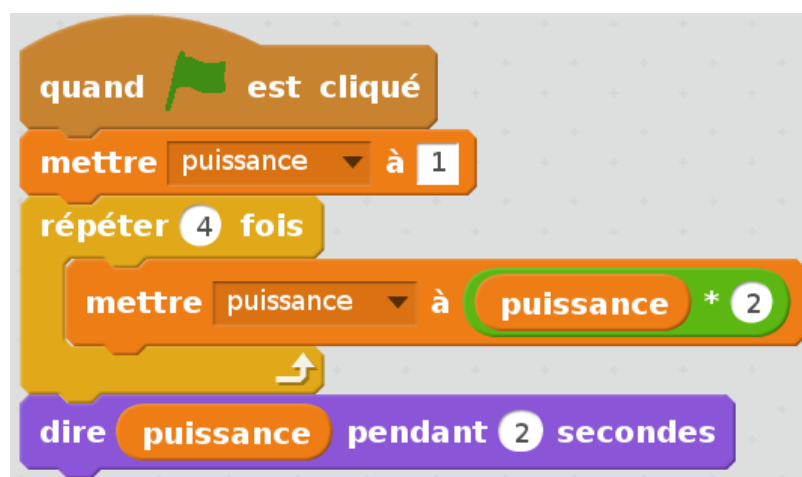 quand est cliqué
mettre puissance à 1
répéter 4 fois
mettre puissance à puissance * 2
dire puissance pendant 2 secondes